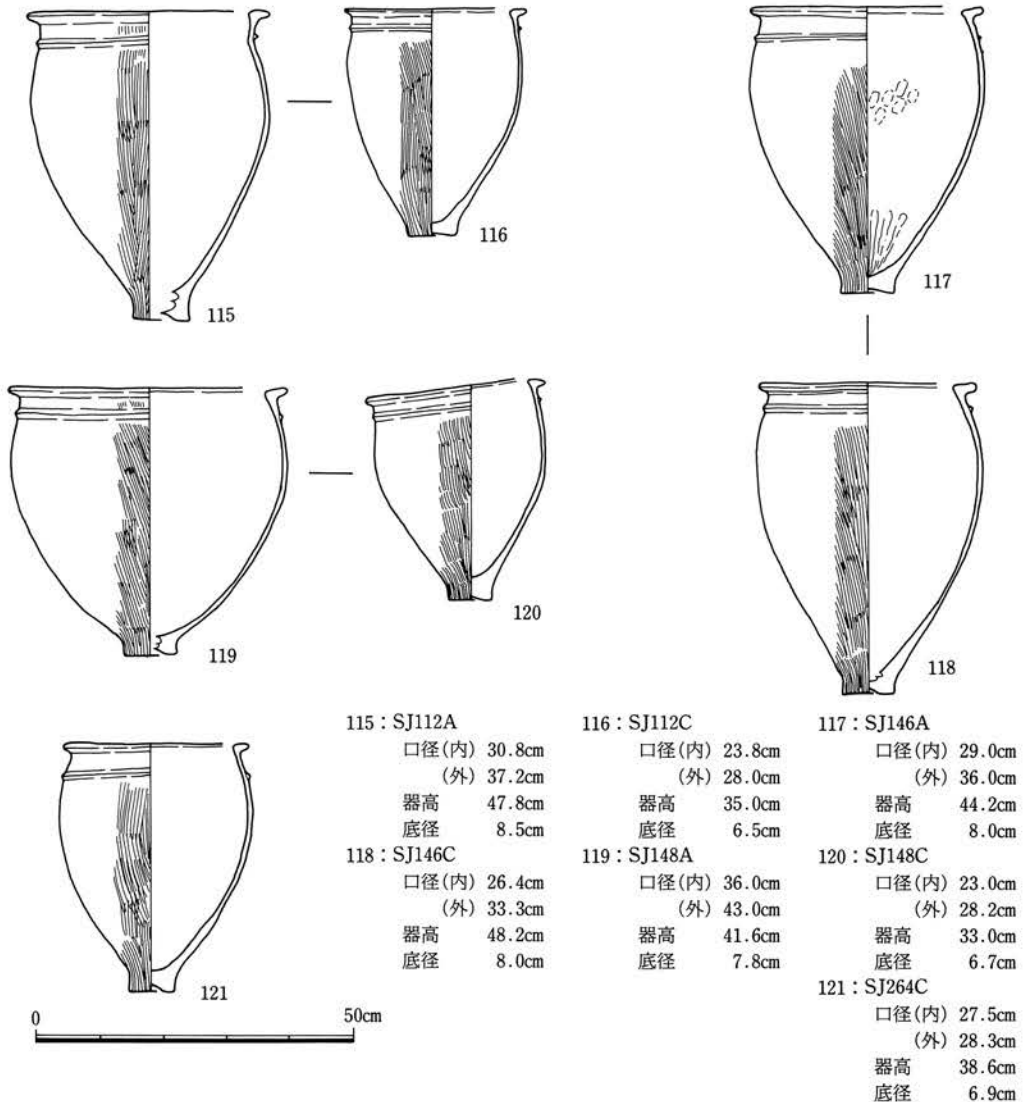 115
116
117
119
120
118
121
0 50cm
115：SJ112A
口径(内) 30.8cm
(外) 37.2cm
器高 47.8cm
底径 8.5cm
116：SJ112C
口径(内) 23.8cm
(外) 28.0cm
器高 35.0cm
底径 6.5cm
117：SJ146A
口径(内) 29.0cm
(外) 36.0cm
器高 44.2cm
底径 8.0cm
118：SJ146C
口径(内) 26.4cm
(外) 33.3cm
器高 48.2cm
底径 8.0cm
119：SJ148A
口径(内) 36.0cm
(外) 43.0cm
器高 41.6cm
底径 7.8cm
120：SJ148C
口径(内) 23.0cm
(外) 28.2cm
器高 33.0cm
底径 6.7cm
121：SJ264C
口径(内) 27.5cm
(外) 28.3cm
器高 38.6cm
底径 6.9cm